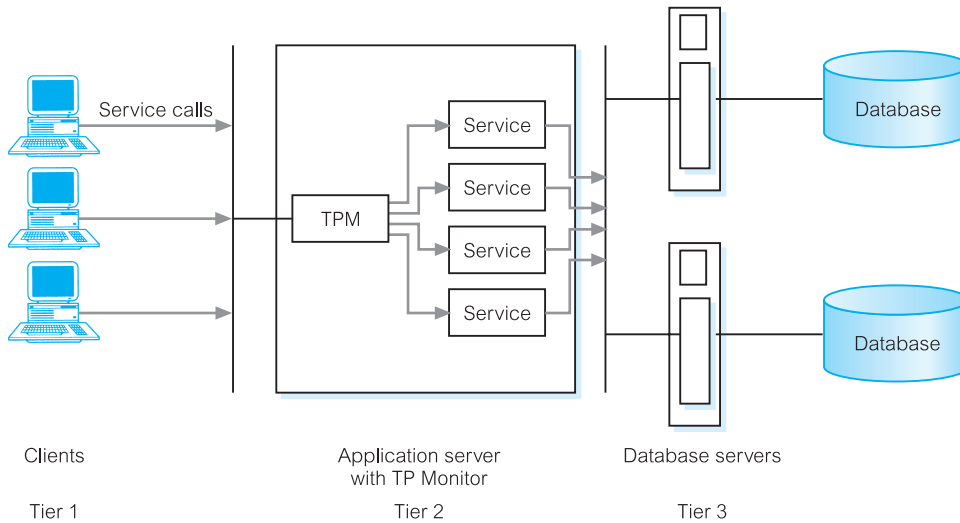 Service calls
TPM
Service
Service
Service
Service
Database
Database
Clients
Application server
with TP Monitor
Database servers
Tier 1
Tier 2
Tier 3